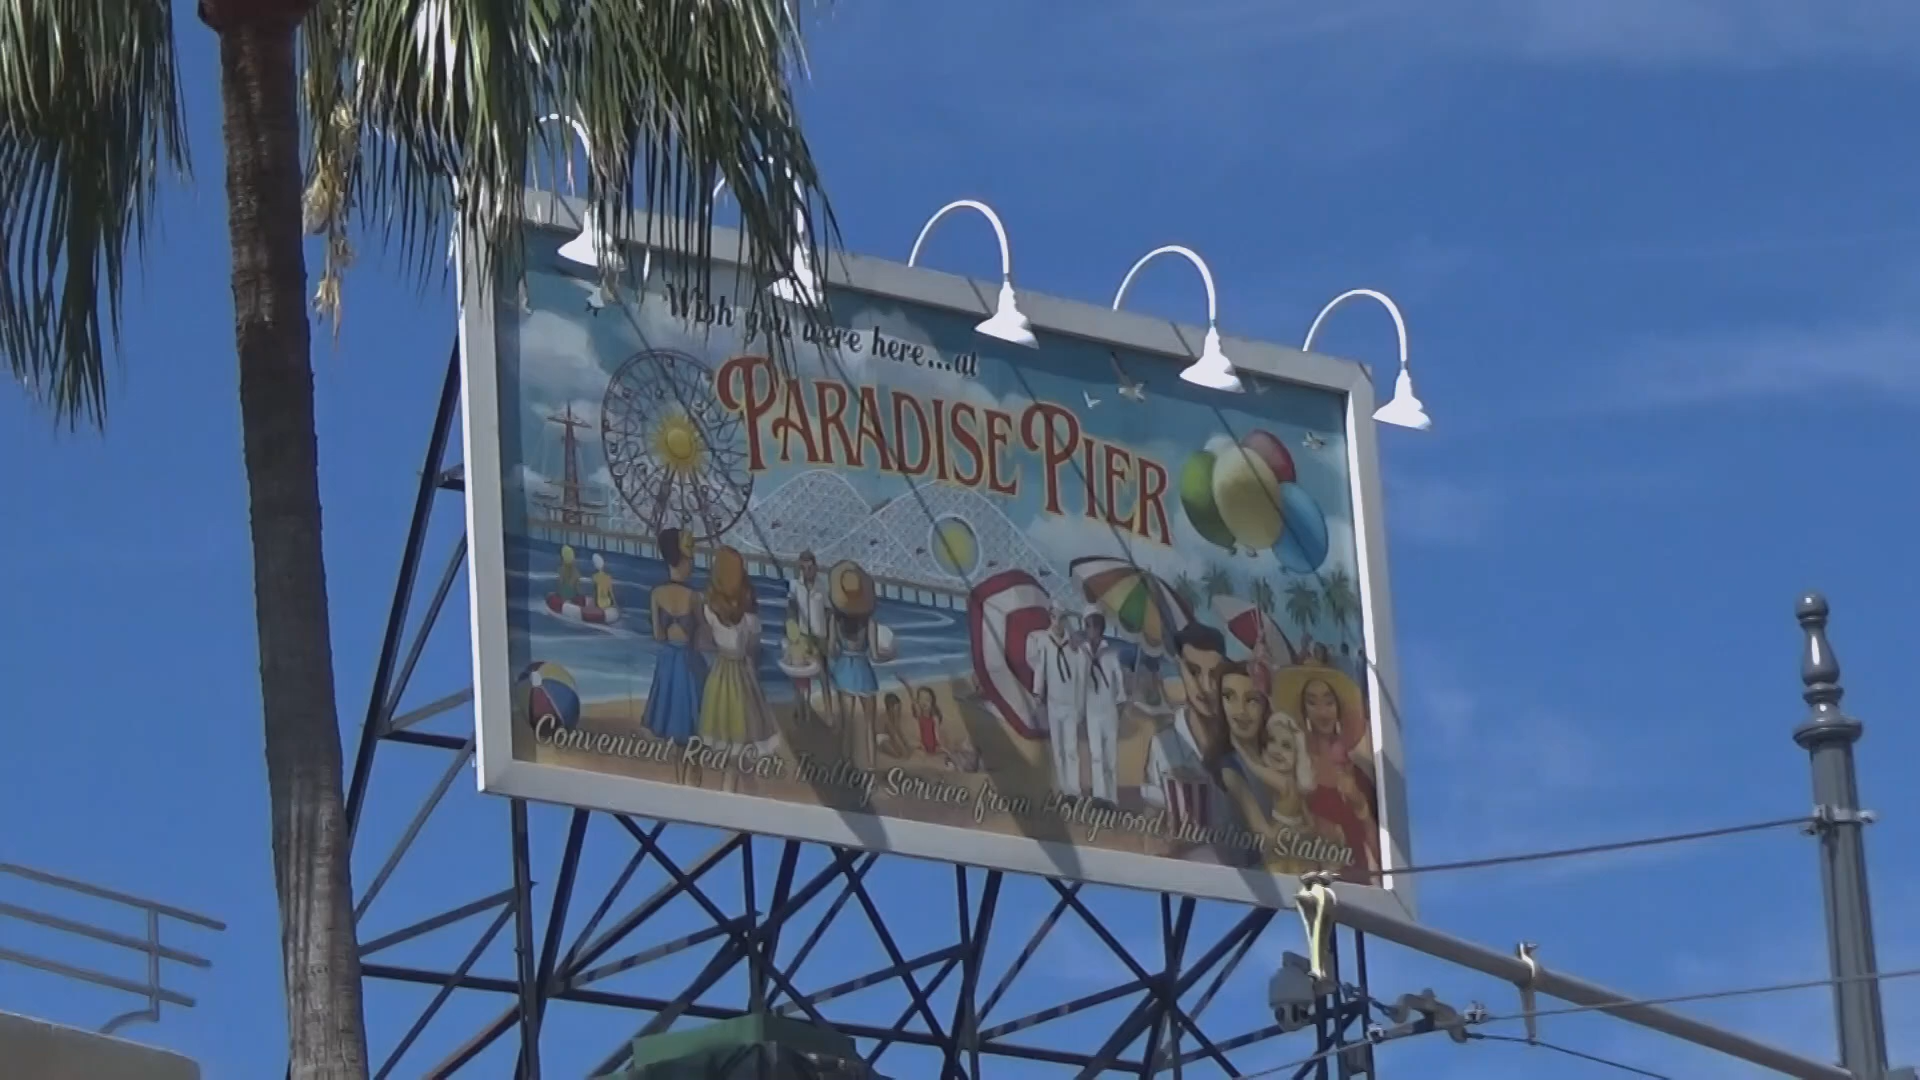 Wish you were here...at
PARADISE PIER
Convenient Red Car Trolley Service from Hollywood Junction Station